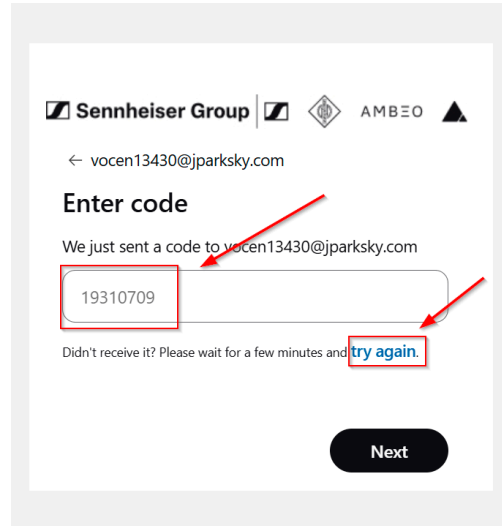 Sennheiser Group AMBEO
← vocen13430@jparksky.com
Enter code
We just sent a code to vocen13430@jparksky.com
19310709
Didn't receive it? Please wait for a few minutes and try again.
Next